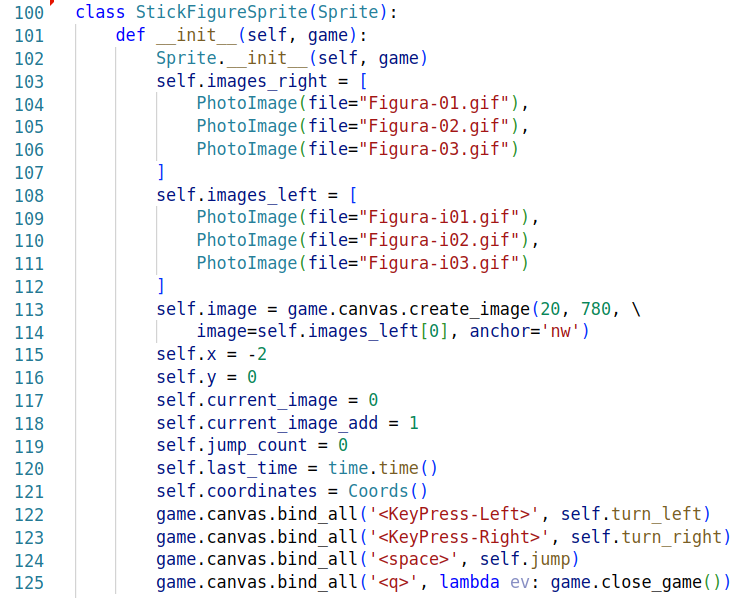 100 class StickFigureSprite(Sprite):
101     def __init__(self, game):
102         Sprite.__init__(self, game)
103         self.images_right = [
104             PhotoImage(file="Figura-01.gif"),
105             PhotoImage(file="Figura-02.gif"),
106             PhotoImage(file="Figura-03.gif")
107         ]
108         self.images_left = [
109             PhotoImage(file="Figura-i01.gif"),
110             PhotoImage(file="Figura-i02.gif"),
111             PhotoImage(file="Figura-i03.gif")
112         ]
113         self.image = game.canvas.create_image(20, 780, \
114             image=self.images_left[0], anchor='nw')
115         self.x = -2
116         self.y = 0
117         self.current_image = 0
118         self.current_image_add = 1
119         self.jump_count = 0
120         self.last_time = time.time()
121         self.coordinates = Coords()
122         game.canvas.bind_all('<KeyPress-Left>', self.turn_left)
123         game.canvas.bind_all('<KeyPress-Right>', self.turn_right)
124         game.canvas.bind_all('<space>', self.jump)
125         game.canvas.bind_all('<q>', lambda ev: game.close_game())